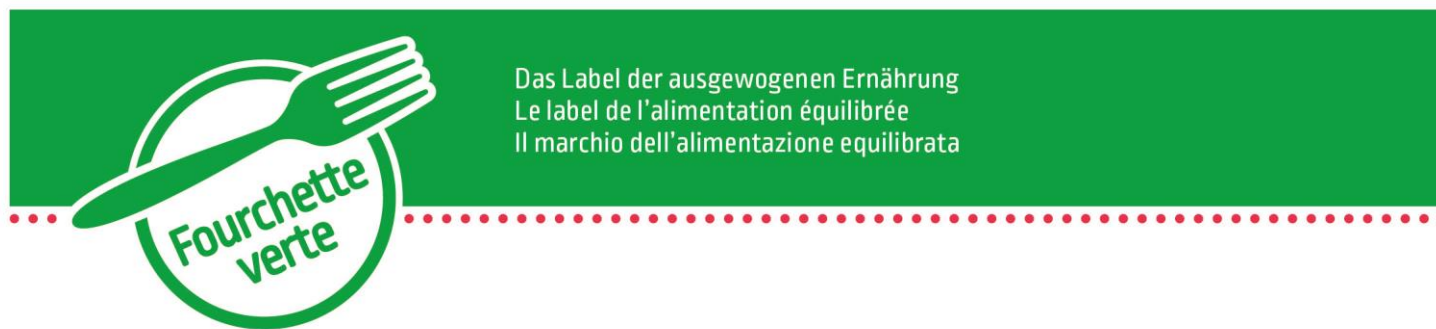 Das Label der ausgewogenen Ernährung
Le label de l'alimentation équilibrée
Il marchio dell'alimentazione equilibrata
Fourchette
verte